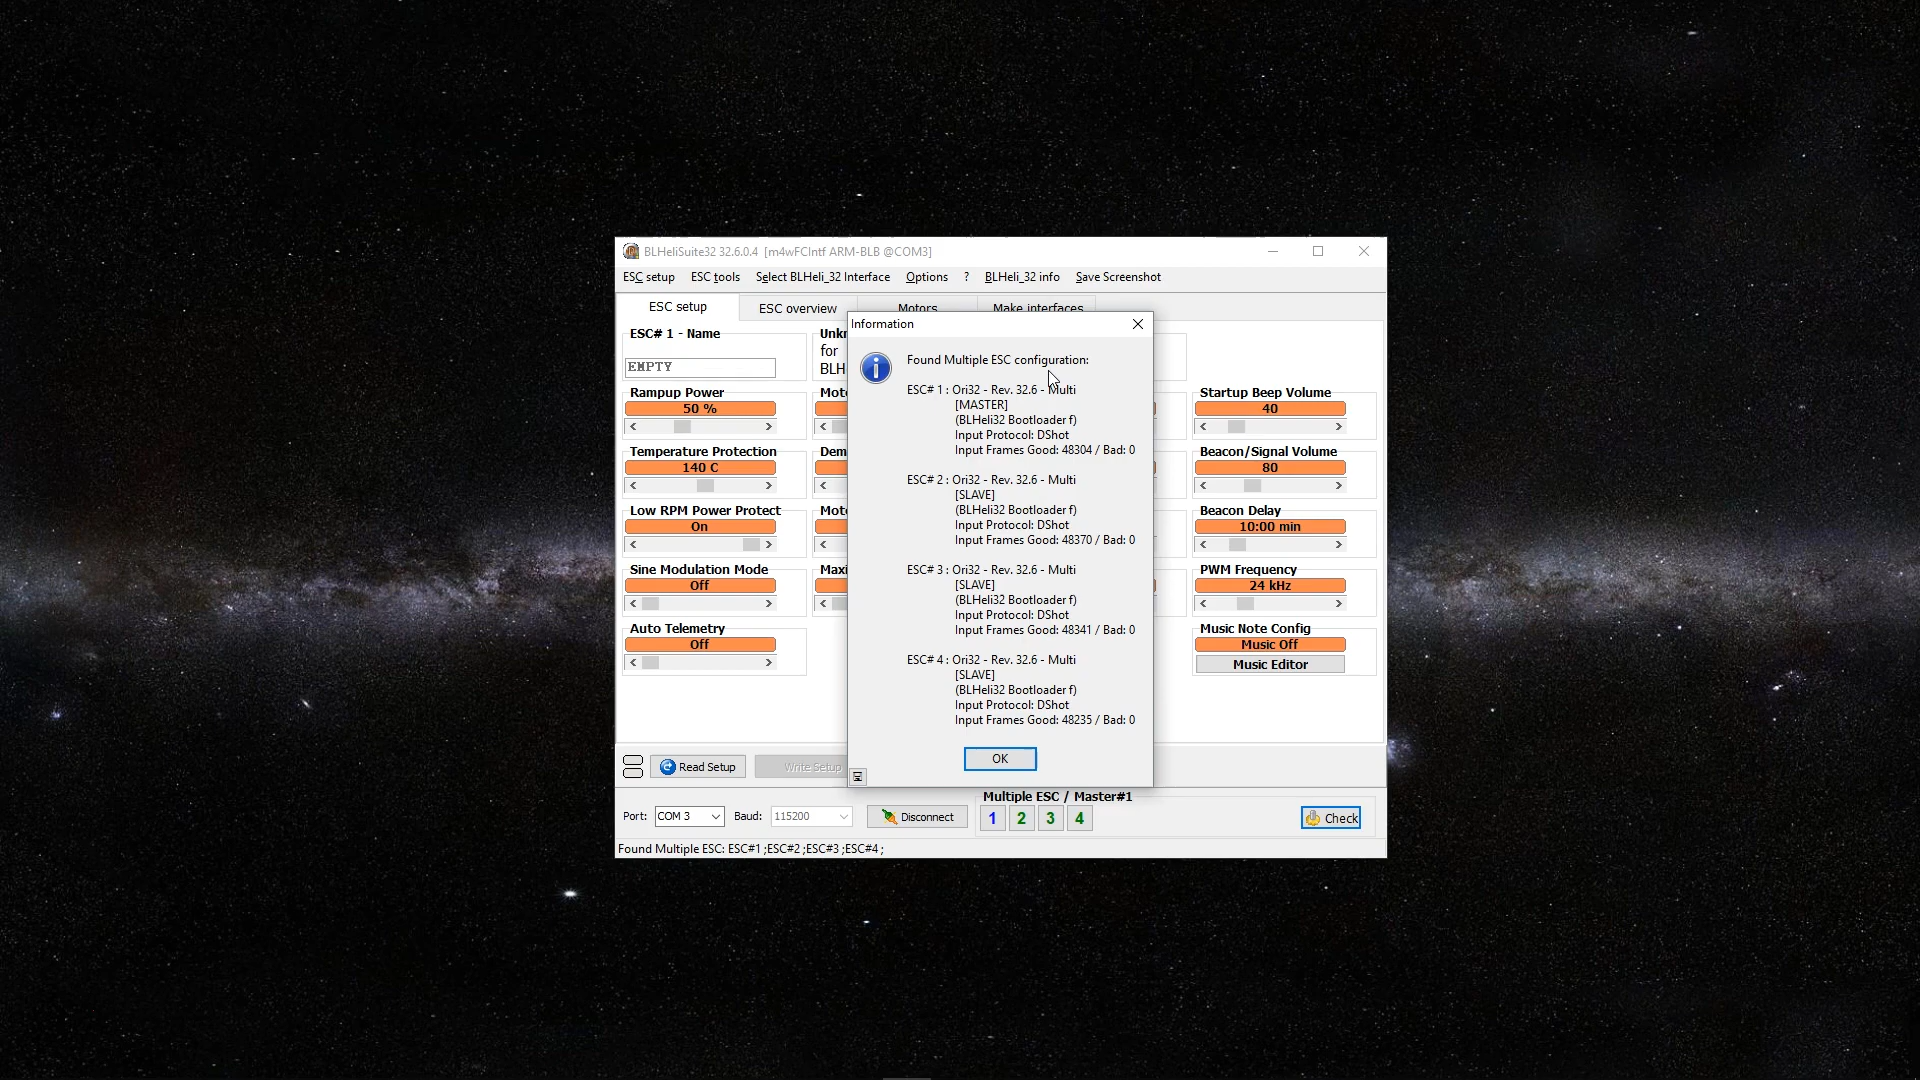 BLHeliSuite32 32.6.0.4  [m4wFCIntf ARM-BLB @COM3]
ESC setup ESC tools Select BLHeli_32 Interface Options ? BLHeli_32 info Save Screenshot
ESC setup ESC overview Motors Make interfaces
Information
ESC# 1 - Name
EMPTY
for
BLH
Found Multiple ESC configuration:
ESC# 1 : Ori32 - Rev. 32.6 - Multi
[MASTER]
(BLHeli32 Bootloader f)
Input Protocol: DShot
Input Frames Good: 48304 / Bad: 0
ESC# 2 : Ori32 - Rev. 32.6 - Multi
[SLAVE]
(BLHeli32 Bootloader f)
Input Protocol: DShot
Input Frames Good: 48370 / Bad: 0
ESC# 3 : Ori32 - Rev. 32.6 - Multi
[SLAVE]
(BLHeli32 Bootloader f)
Input Protocol: DShot
Input Frames Good: 48341 / Bad: 0
ESC# 4 : Ori32 - Rev. 32.6 - Multi
[SLAVE]
(BLHeli32 Bootloader f)
Input Protocol: DShot
Input Frames Good: 48235 / Bad: 0
OK
Rampup Power
50 %
Temperature Protection
140 C
Low RPM Power Protect
On
Sine Modulation Mode
Off
Auto Telemetry
Off
Unkr
Moto
Dem
Moto
Maxi
Startup Beep Volume
40
Beacon/Signal Volume
80
Beacon Delay
10:00 min
PWM Frequency
24 kHz
Music Note Config
Music Off
Music Editor
Read Setup Write Setup
Multiple ESC / Master#1
Port: COM 3 Baud: 115200 Disconnect 1 2 3 4 Check
Found Multiple ESC: ESC#1 ;ESC#2 ;ESC#3 ;ESC#4 ;